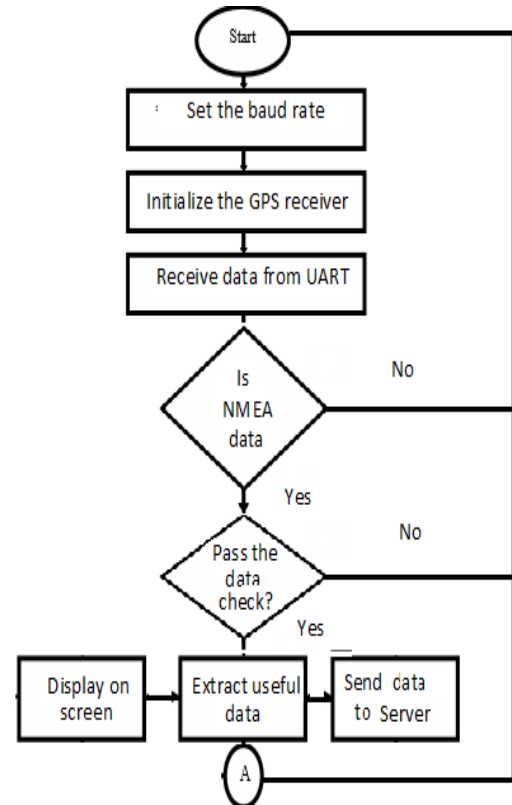 Start
: Set the baud rate
Initialize the GPS receiver
Receive data from UART
Is
NMEA
data
No
Yes
Pass the
data
check?
No
Yes
Display on
screen
Extract useful
data
Send data
to Server
A